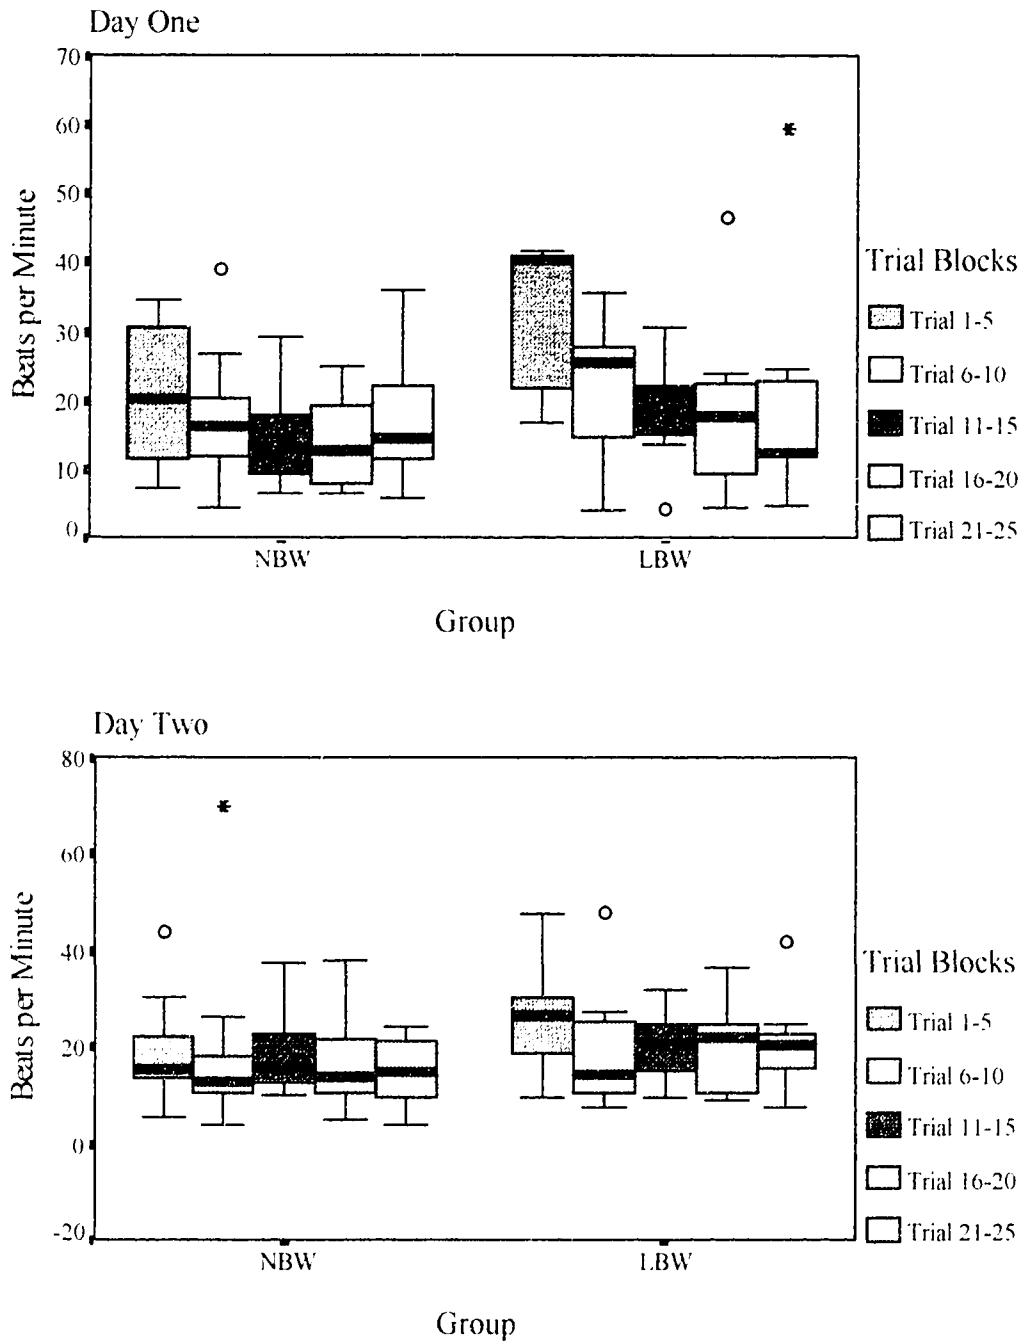 Day One
70
60
50
40
30
20
10
0
Beats per Minute
NBW
LBW
Group
Trial Blocks
Trial 1-5
Trial 6-10
Trial 11-15
Trial 16-20
Trial 21-25
Day Two
80
60
40
20
0
-20
Beats per Minute
NBW
LBW
Group
Trial Blocks
Trial 1-5
Trial 6-10
Trial 11-15
Trial 16-20
Trial 21-25